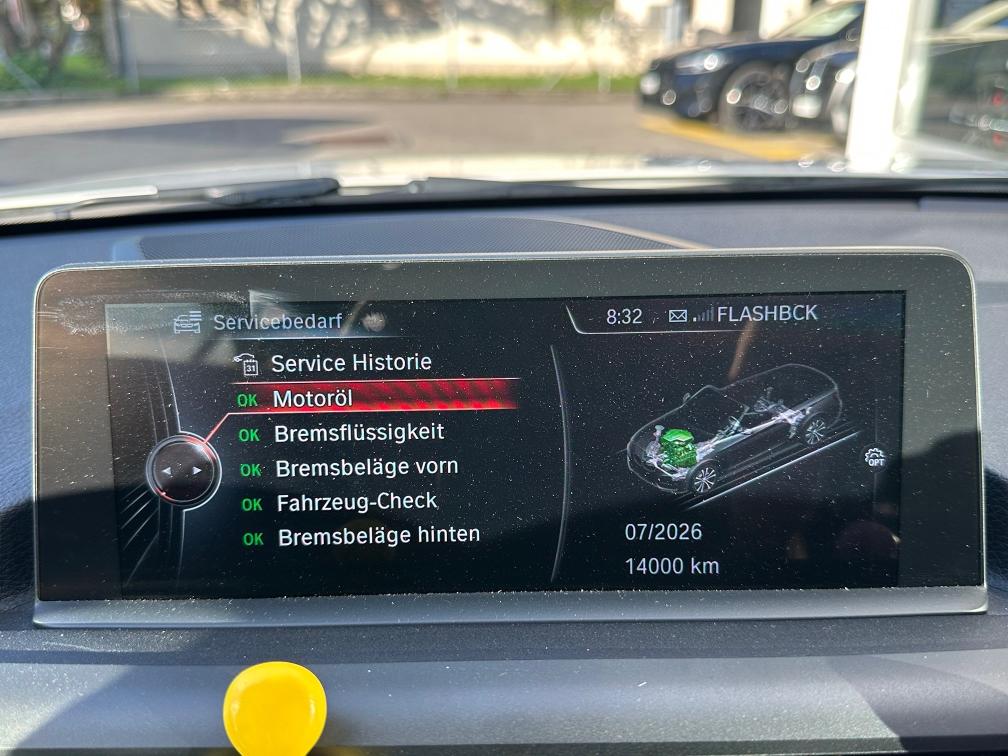 Servicebedarf
8:32 FLASHBCK
31 Service Historie
OK Motoröl
OK Bremsflüssigkeit
OK Bremsbeläge vorn
OK Fahrzeug-Check
OK Bremsbeläge hinten
OPT
07/2026
14000 km